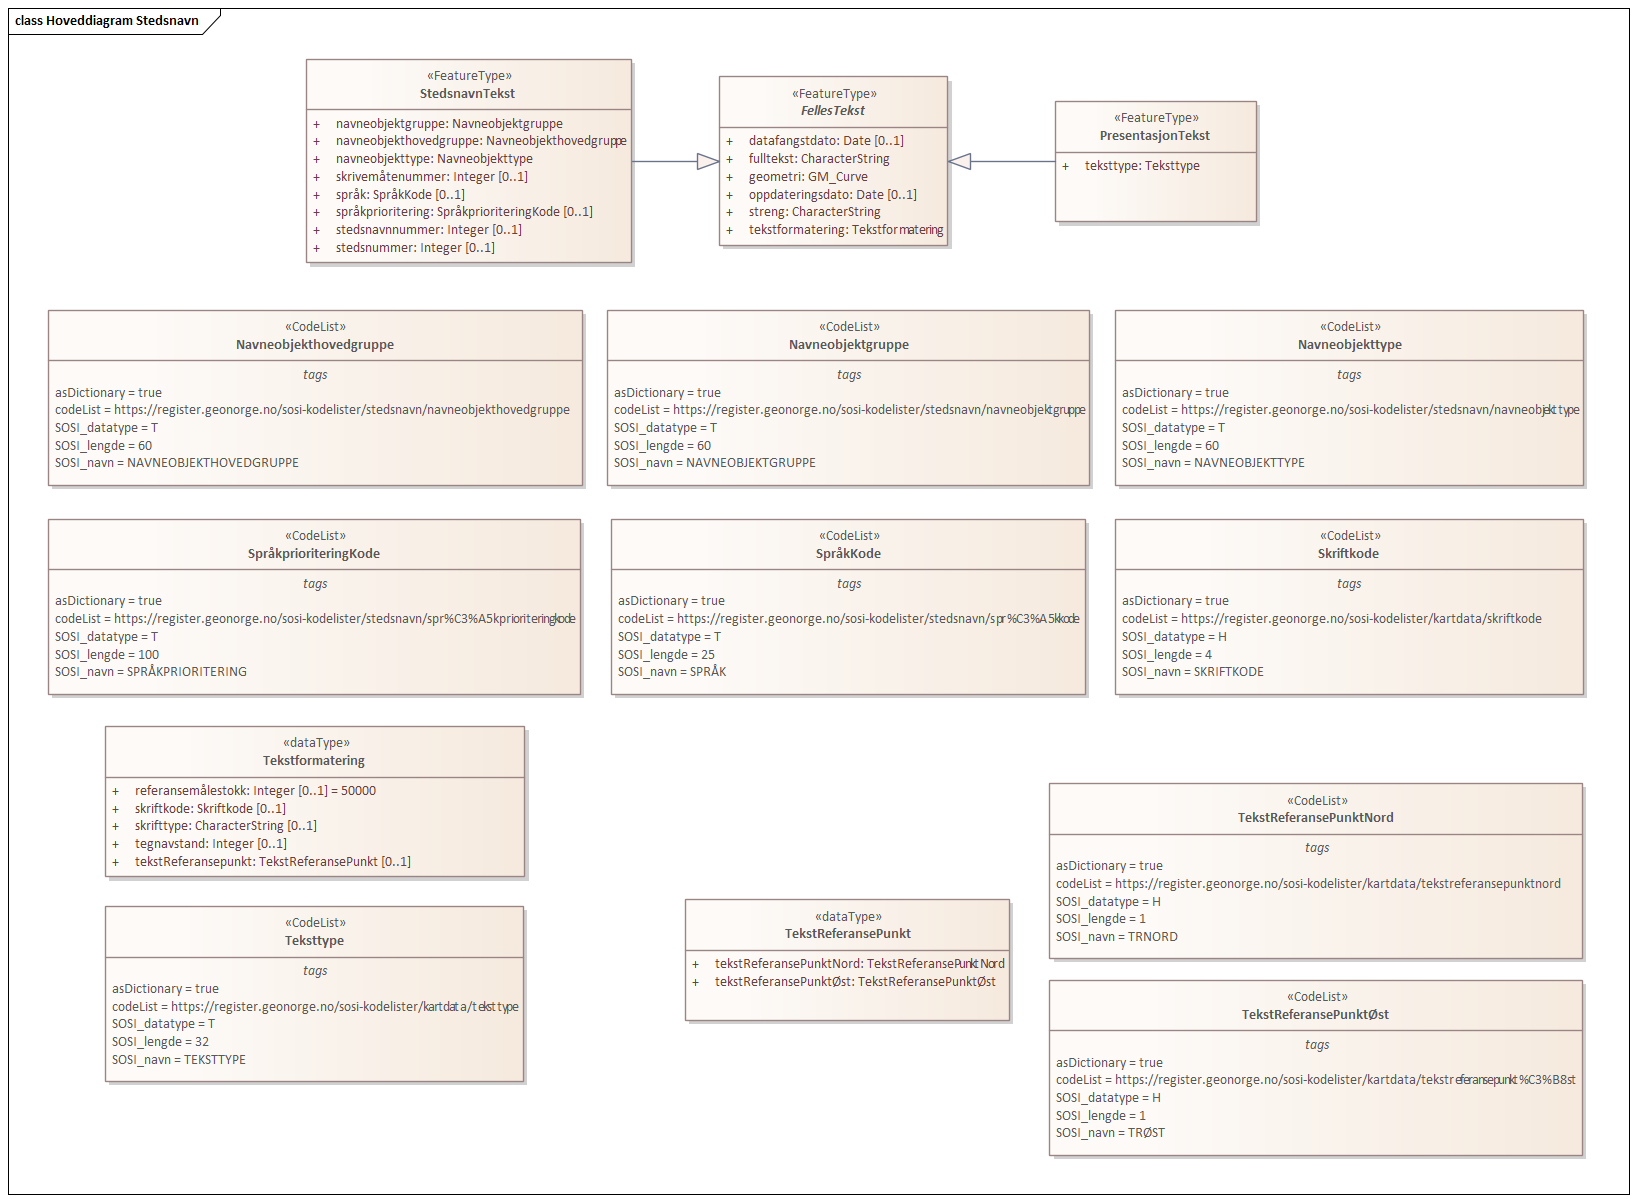 class Hoveddiagram Stedsnavn
«FeatureType»
StedsnavnTekst
+ navneobjektgruppe: Navneobjektgruppe
+ navneobjekthovedgruppe: Navneobjekthovedgruppe
+ navneobjekttype: Navneobjekttype
+ skrivemåtenummer: Integer [0..1]
+ språk: SpråkKode [0..1]
+ språkprioritering: SpråkprioriteringKode [0..1]
+ stedsnavnnummer: Integer [0..1]
+ stedsnummer: Integer [0..1]
«FeatureType»
FellesTekst
+ datafangstdato: Date [0..1]
+ fulltekst: CharacterString
+ geometri: GM_Curve
+ oppdateringsdato: Date [0..1]
+ streng: CharacterString
+ tekstformatering: Tekstformatering
«FeatureType»
PresentasjonTekst
+ teksttype: Teksttype
«CodeList»
Navneobjekthovedgruppe
tags
asDictionary = true
codeList = https://register.geonorge.no/sosi-kodelister/stedsnavn/navneobjekthovedgruppe
SOSI_datatype = T
SOSI_lengde = 60
SOSI_navn = NAVNEOBJEKTHOVEDGRUPPE
«CodeList»
Navneobjektgruppe
tags
asDictionary = true
codeList = https://register.geonorge.no/sosi-kodelister/stedsnavn/navneobjektgruppe
SOSI_datatype = T
SOSI_lengde = 60
SOSI_navn = NAVNEOBJEKTGRUPPE
«CodeList»
Navneobjekttype
tags
asDictionary = true
codeList = https://register.geonorge.no/sosi-kodelister/stedsnavn/navneobjekttype
SOSI_datatype = T
SOSI_lengde = 60
SOSI_navn = NAVNEOBJEKTTYPE
«CodeList»
SpråkprioriteringKode
tags
asDictionary = true
codeList = https://register.geonorge.no/sosi-kodelister/stedsnavn/spr%C3%A5kprioriteringkode
SOSI_datatype = T
SOSI_lengde = 100
SOSI_navn = SPRÅKPRIORITERING
«CodeList»
SpråkKode
tags
asDictionary = true
codeList = https://register.geonorge.no/sosi-kodelister/stedsnavn/spr%C3%A5kkode
SOSI_datatype = T
SOSI_lengde = 25
SOSI_navn = SPRÅK
«CodeList»
Skriftkode
tags
asDictionary = true
codeList = https://register.geonorge.no/sosi-kodelister/kartdata/skriftkode
SOSI_datatype = H
SOSI_lengde = 4
SOSI_navn = SKRIFTKODE
«dataType»
Tekstformatering
+ referansemålestokk: Integer [0..1] = 50000
+ skriftkode: Skriftkode [0..1]
+ skrifttype: CharacterString [0..1]
+ tegnavstand: Integer [0..1]
+ tekstReferansepunkt: TekstReferansePunkt [0..1]
«CodeList»
Teksttype
tags
asDictionary = true
codeList = https://register.geonorge.no/sosi-kodelister/kartdata/teksttype
SOSI_datatype = T
SOSI_lengde = 32
SOSI_navn = TEKSTTYPE
«dataType»
TekstReferansePunkt
+ tekstReferansePunktNord: TekstReferansePunktNord
+ tekstReferansePunktØst: TekstReferansePunktØst
«CodeList»
TekstReferansePunktNord
tags
asDictionary = true
codeList = https://register.geonorge.no/sosi-kodelister/kartdata/tekstreferansepunktnord
SOSI_datatype = H
SOSI_lengde = 1
SOSI_navn = TRNORD
«CodeList»
TekstReferansePunktØst
tags
asDictionary = true
codeList = https://register.geonorge.no/sosi-kodelister/kartdata/tekstreferansepunkt%C3%B8st
SOSI_datatype = H
SOSI_lengde = 1
SOSI_navn = TRØST